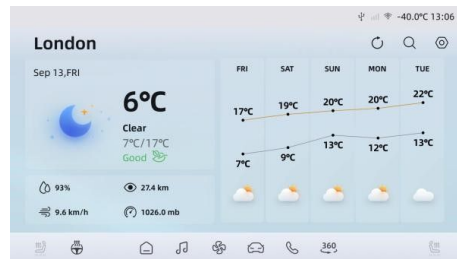 -40.0°C 13:06
London
Sep 13,FRI
6°C
Clear
7°C/17°C
Good
93%
27.4 km
9.6 km/h
1026.0 mb
FRI SAT SUN MON TUE
17°C 19°C 20°C 20°C 22°C
7°C 9°C 13°C 12°C 13°C
360